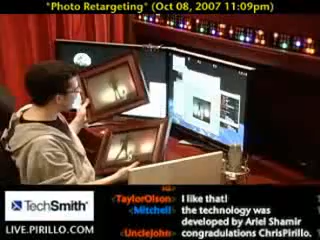 *Photo Retargeting* (Oct 08, 2007 11:09pm)
TechSmith®
LIVE.PIRILLO.COM
<TaylorOlson> I like that!
<Mitchell> the technology was
developed by Ariel Shamir
<UncleJohn> congradulations ChrisPirillo.